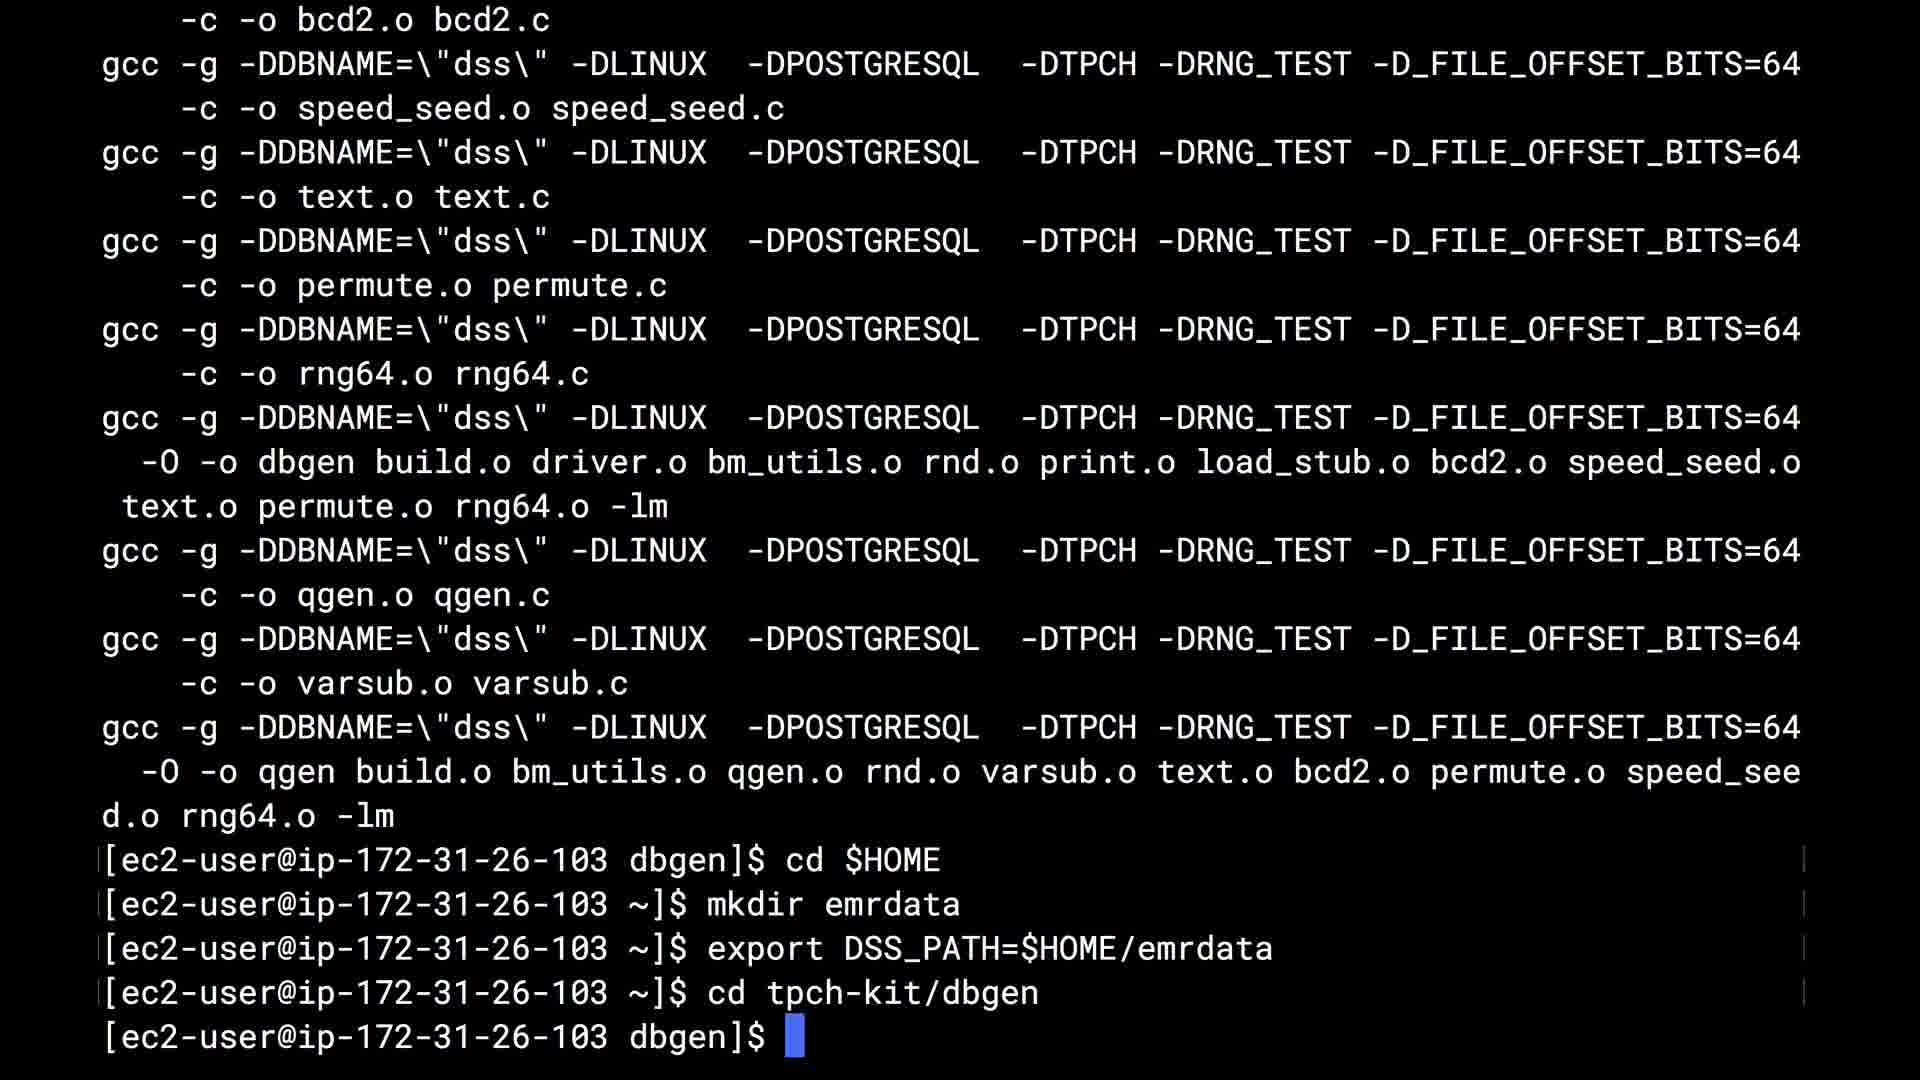 -c -o bcd2.o bcd2.c
gcc -g -DDBNAME=\"dss\" -DLINUX  -DPOSTGRESQL  -DTPCH -DRNG_TEST -D_FILE_OFFSET_BITS=64
-c -o speed_seed.o speed_seed.c
gcc -g -DDBNAME=\"dss\" -DLINUX  -DPOSTGRESQL  -DTPCH -DRNG_TEST -D_FILE_OFFSET_BITS=64
-c -o text.o text.c
gcc -g -DDBNAME=\"dss\" -DLINUX  -DPOSTGRESQL  -DTPCH -DRNG_TEST -D_FILE_OFFSET_BITS=64
-c -o permute.o permute.c
gcc -g -DDBNAME=\"dss\" -DLINUX  -DPOSTGRESQL  -DTPCH -DRNG_TEST -D_FILE_OFFSET_BITS=64
-c -o rng64.o rng64.c
gcc -g -DDBNAME=\"dss\" -DLINUX  -DPOSTGRESQL  -DTPCH -DRNG_TEST -D_FILE_OFFSET_BITS=64
-O -o dbgen build.o driver.o bm_utils.o rnd.o print.o load_stub.o bcd2.o speed_seed.o
text.o permute.o rng64.o -lm
gcc -g -DDBNAME=\"dss\" -DLINUX  -DPOSTGRESQL  -DTPCH -DRNG_TEST -D_FILE_OFFSET_BITS=64
-c -o qgen.o qgen.c
gcc -g -DDBNAME=\"dss\" -DLINUX  -DPOSTGRESQL  -DTPCH -DRNG_TEST -D_FILE_OFFSET_BITS=64
-c -o varsub.o varsub.c
gcc -g -DDBNAME=\"dss\" -DLINUX  -DPOSTGRESQL  -DTPCH -DRNG_TEST -D_FILE_OFFSET_BITS=64
-O -o qgen build.o bm_utils.o qgen.o rnd.o varsub.o text.o bcd2.o permute.o speed_see
d.o rng64.o -lm
[ec2-user@ip-172-31-26-103 dbgen]$ cd $HOME
[ec2-user@ip-172-31-26-103 ~]$ mkdir emrdata
[ec2-user@ip-172-31-26-103 ~]$ export DSS_PATH=$HOME/emrdata
[ec2-user@ip-172-31-26-103 ~]$ cd tpch-kit/dbgen
[ec2-user@ip-172-31-26-103 dbgen]$